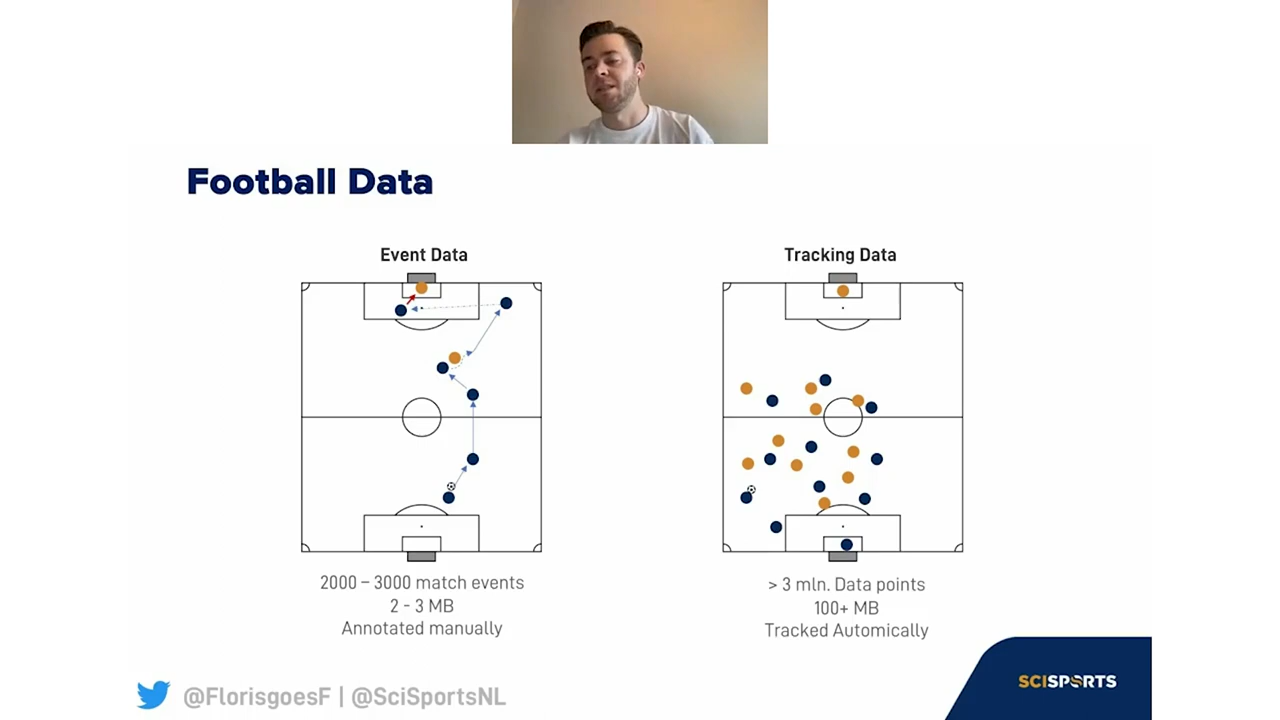 Football Data
Event Data
2000 – 3000 match events
2 - 3 MB
Annotated manually
Tracking Data
> 3 mln. Data points
100+ MB
Tracked Automically
@FlorisgoesF | @SciSportsNL
SCISPORTS